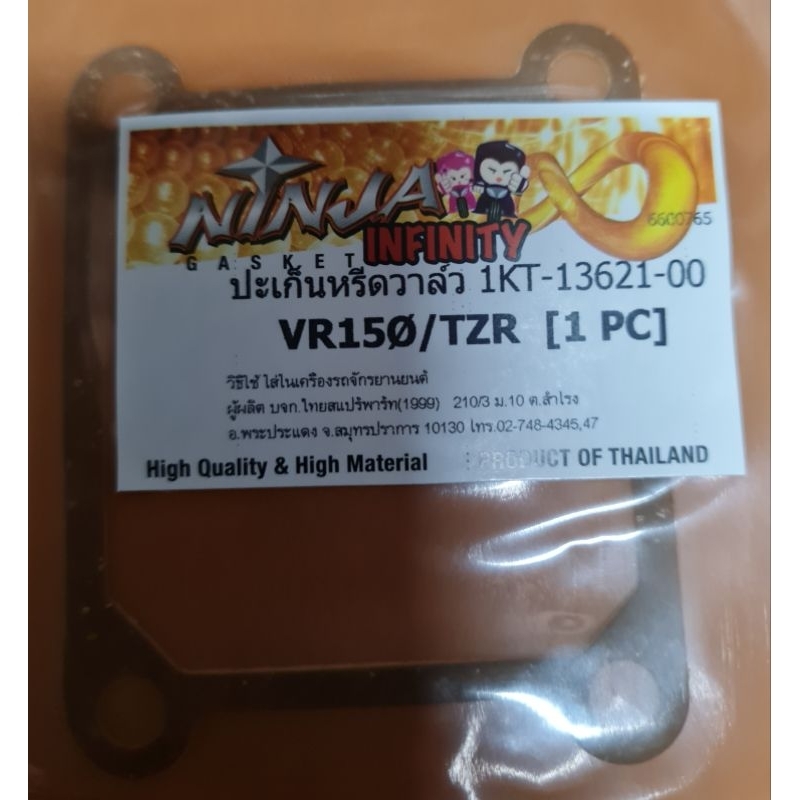 NINJA
INFINITY
GASKET
6600765
ปะเก็นหรีดวาล์ว 1KT-13621-00
VR15Ø/TZR [1 PC]
วิธีใช้ ใส่ในเครื่องรถจักรยานยนต์
ผู้ผลิต บจก.ไทยสแปร์พาร์ท(1999) 210/3 ม.10 ต.สำโรง
อ.พระประแดง จ.สมุทรปราการ 10130 โทร.02-748-4345,47
High Quality & High Material PRODUCT OF THAILAND